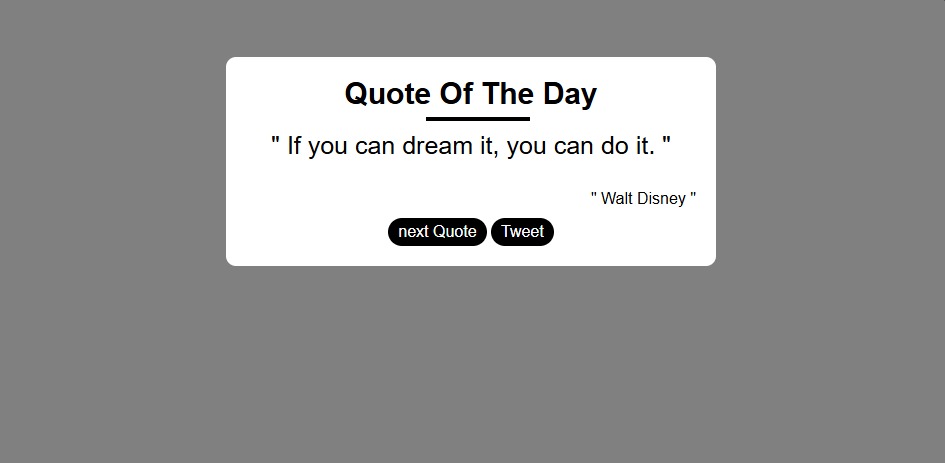 Quote Of The Day
" If you can dream it, you can do it. "
" Walt Disney "
next Quote Tweet